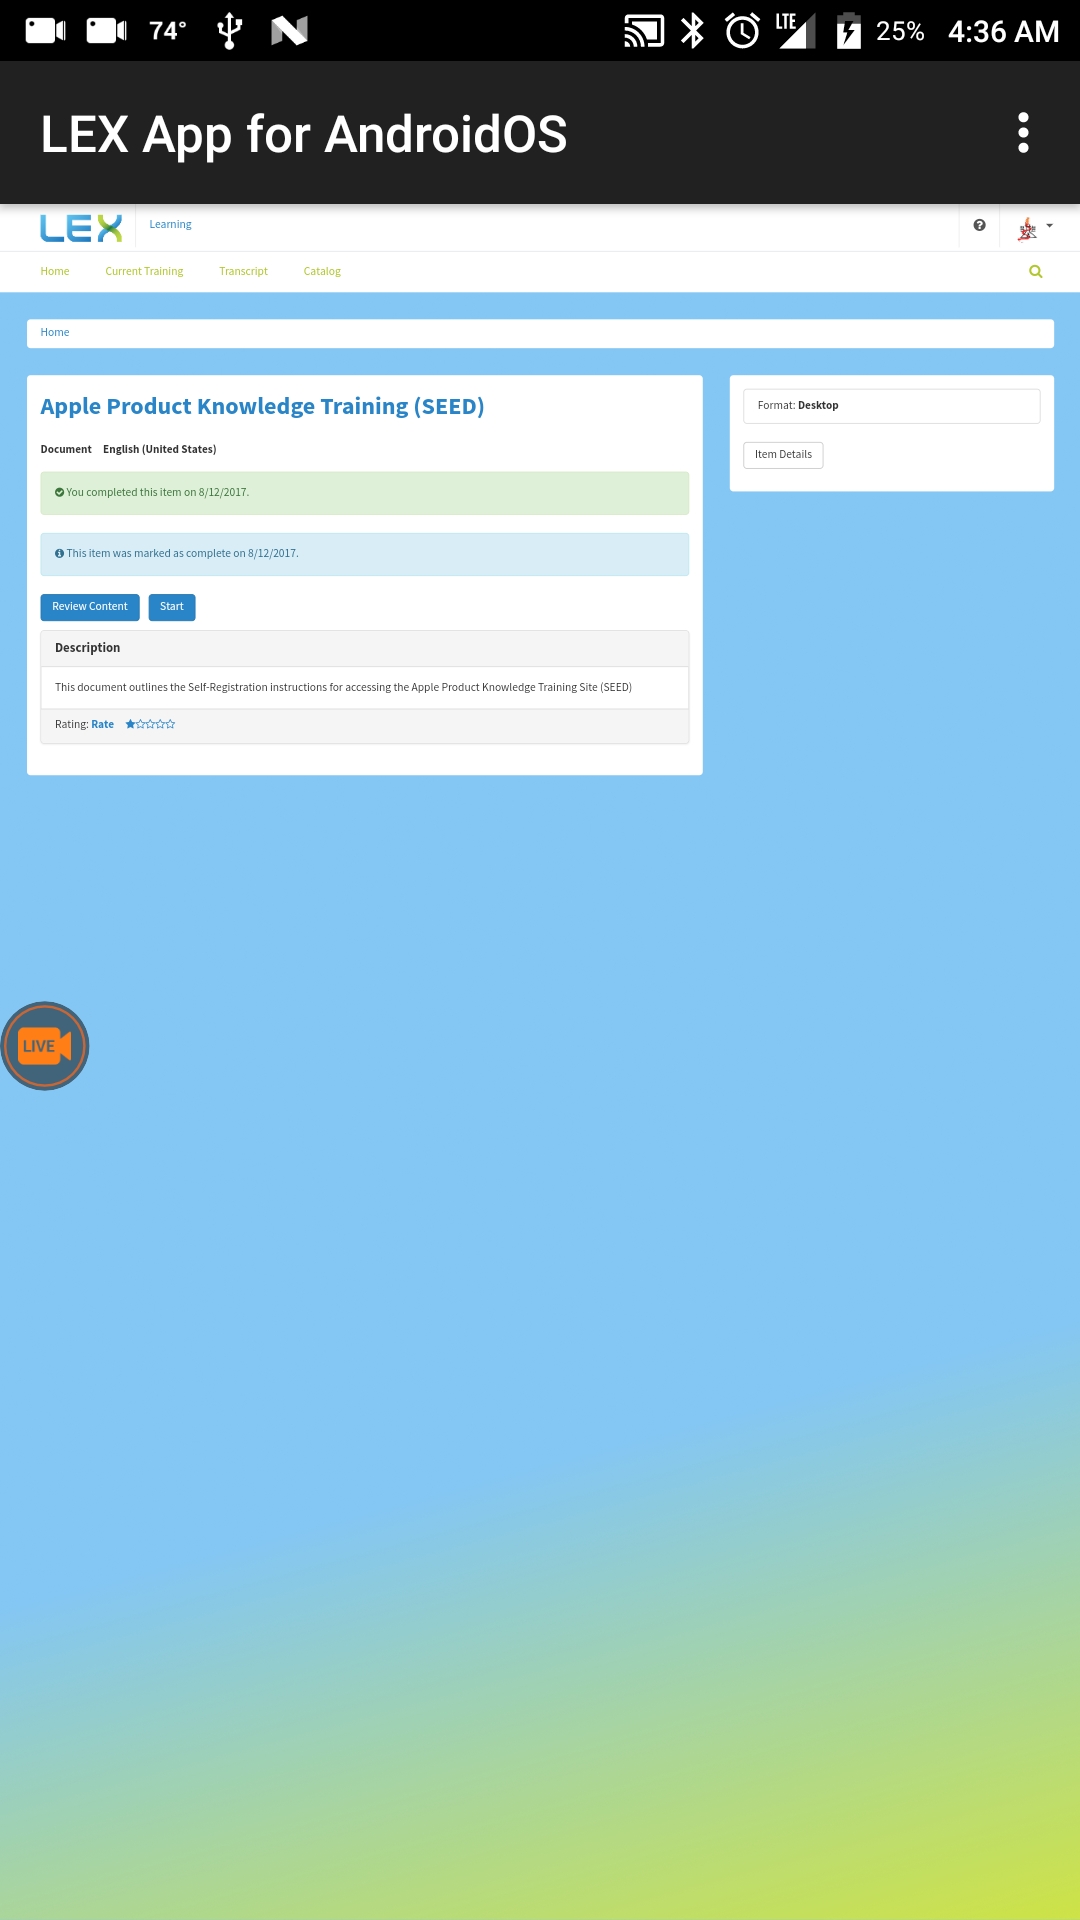 74° LTE 25% 4:36 AM
LEX App for AndroidOS
LEX Learning
Home Current Training Transcript Catalog
Home
Apple Product Knowledge Training (SEED)
Document English (United States)
You completed this item on 8/12/2017.
This item was marked as complete on 8/12/2017.
Review Content Start
Description
This document outlines the Self-Registration instructions for accessing the Apple Product Knowledge Training Site (SEED)
Rating: Rate
Format: Desktop
Item Details
LIVE